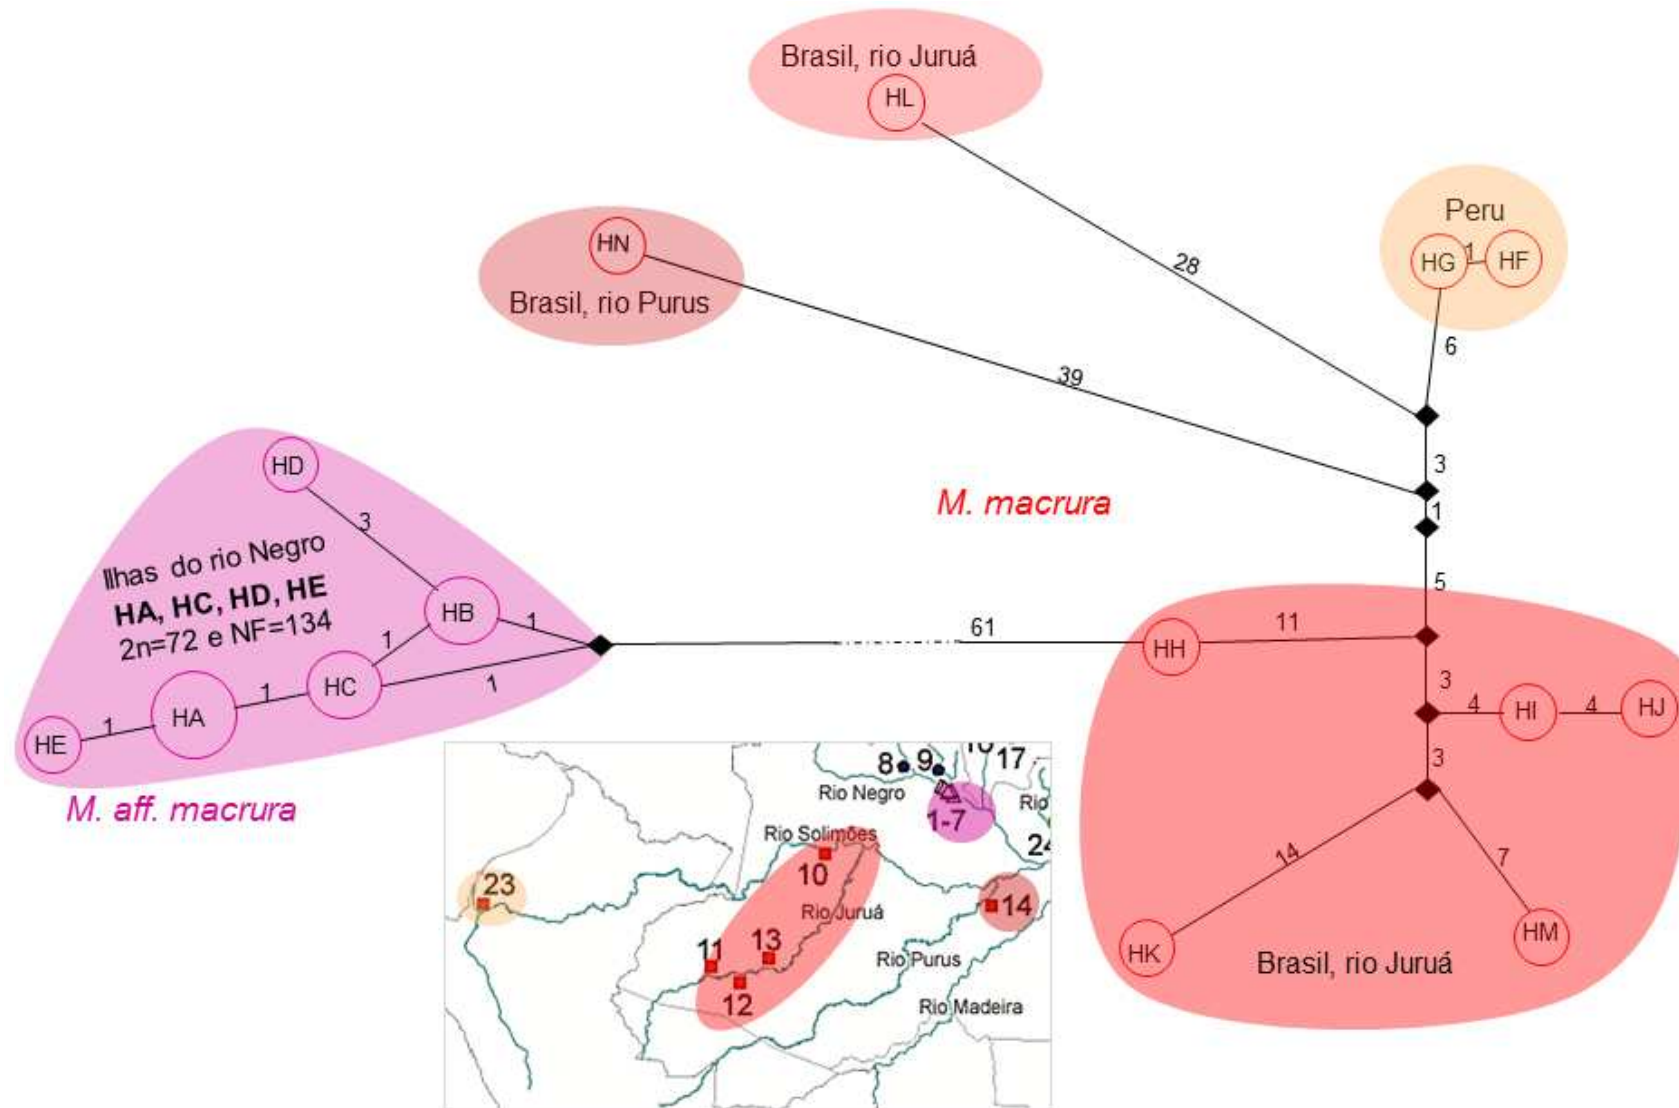 Brasil, rio Juruá
HL
Peru
HG
1
HF
HN
Brasil, rio Purus
28
6
39
3
1
5
M. macrura
HD
3
Ilhas do rio Negro
HA, HC, HD, HE
2n=72 e NF=134
HB
1
1
HC
1
1
HA
1
HE
M. aff. macrura
61
HH
11
3
4
HI
4
HJ
3
14
7
HK
HM
Brasil, rio Juruá
8
9
17
Rio Negro
1-7
Rio
24
Rio Solimões
10
23
Rio Juruá
14
11
13
12
Rio Purus
Rio Madeira